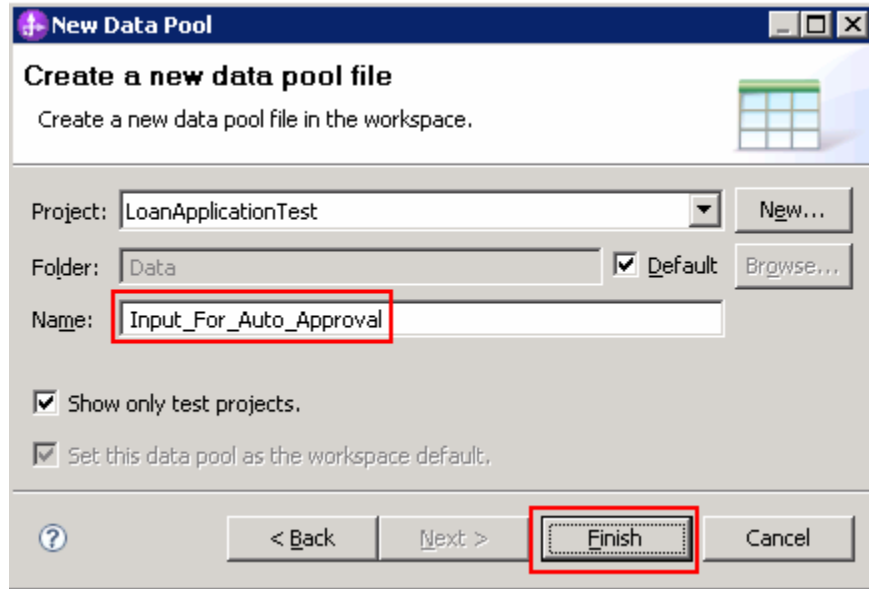 New Data Pool
Create a new data pool file
Create a new data pool file in the workspace.
Project: LoanApplicationTest New...
Folder: Data Default Browse...
Name: Input_For_Auto_Approval
Show only test projects.
Set this data pool as the workspace default.
? < Back Next > Finish Cancel